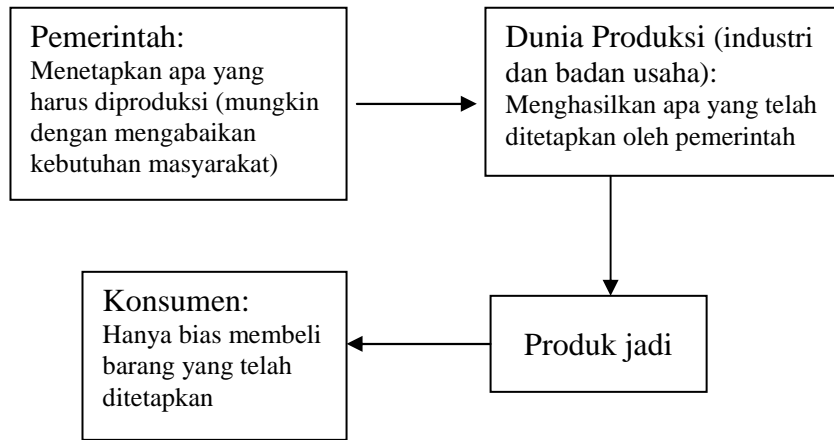 Pemerintah:
Menetapkan apa yang
harus diproduksi (mungkin
dengan mengabaikan
kebutuhan masyarakat)
Dunia Produksi (industri
dan badan usaha):
Menghasilkan apa yang telah
ditetapkan oleh pemerintah
Produk jadi
Konsumen:
Hanya bias membeli
barang yang telah
ditetapkan